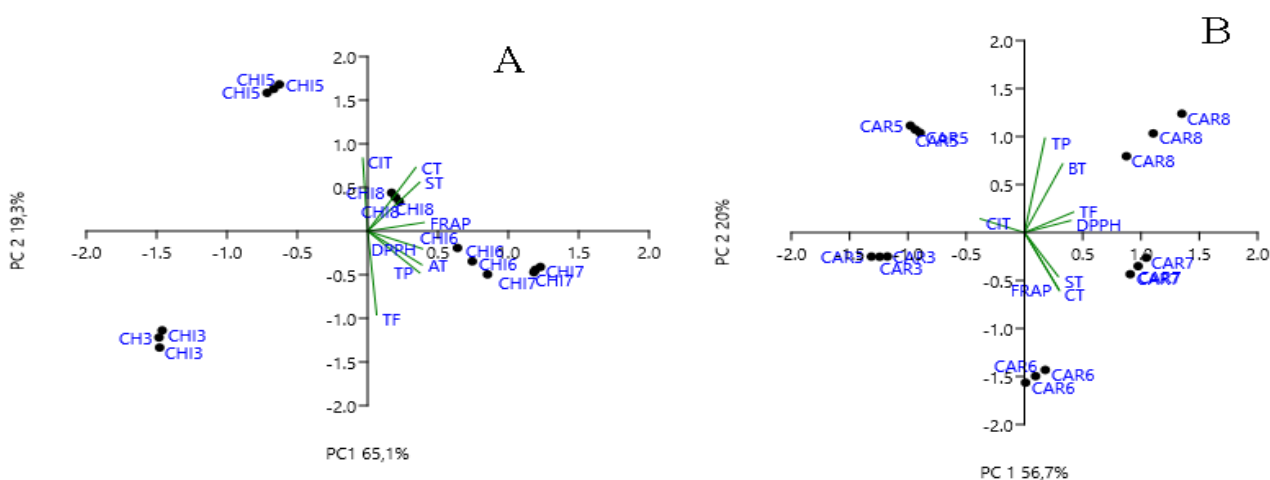 A
2.0
CHI5
CHI5
CHI5
1.5
1.0
CIT
CT
ST
0.5
CHI8
CHI8
CHI8
FRAP
-2.0
-1.5
-1.0
-0.5
0.5
1.0
1.5
2.0
CHI6
DPPH
CHI6
AT
CHI6
TP
-0.5
CHI7
CHI7
CHI7
TF
-1.0
CH3
CHI3
CHI3
-1.5
-2.0
PC 2 19,3%
PC1 65,1%
B
2.0
1.5
CAR8
CAR5
CAR5
CAR5
1.0
TP
CAR8
BT
CAR8
0.5
TF
CIT
DPPH
-2.0
-1.5
-1.0
-0.5
0.5
1.0
1.5
2.0
CAR3
CAR3
CAR7
CAR7
-0.5
ST
FRAP
CT
-1.0
CAR6
CAR6
-1.5
CAR6
-2.0
PC 2 20%
PC 1 56,7%